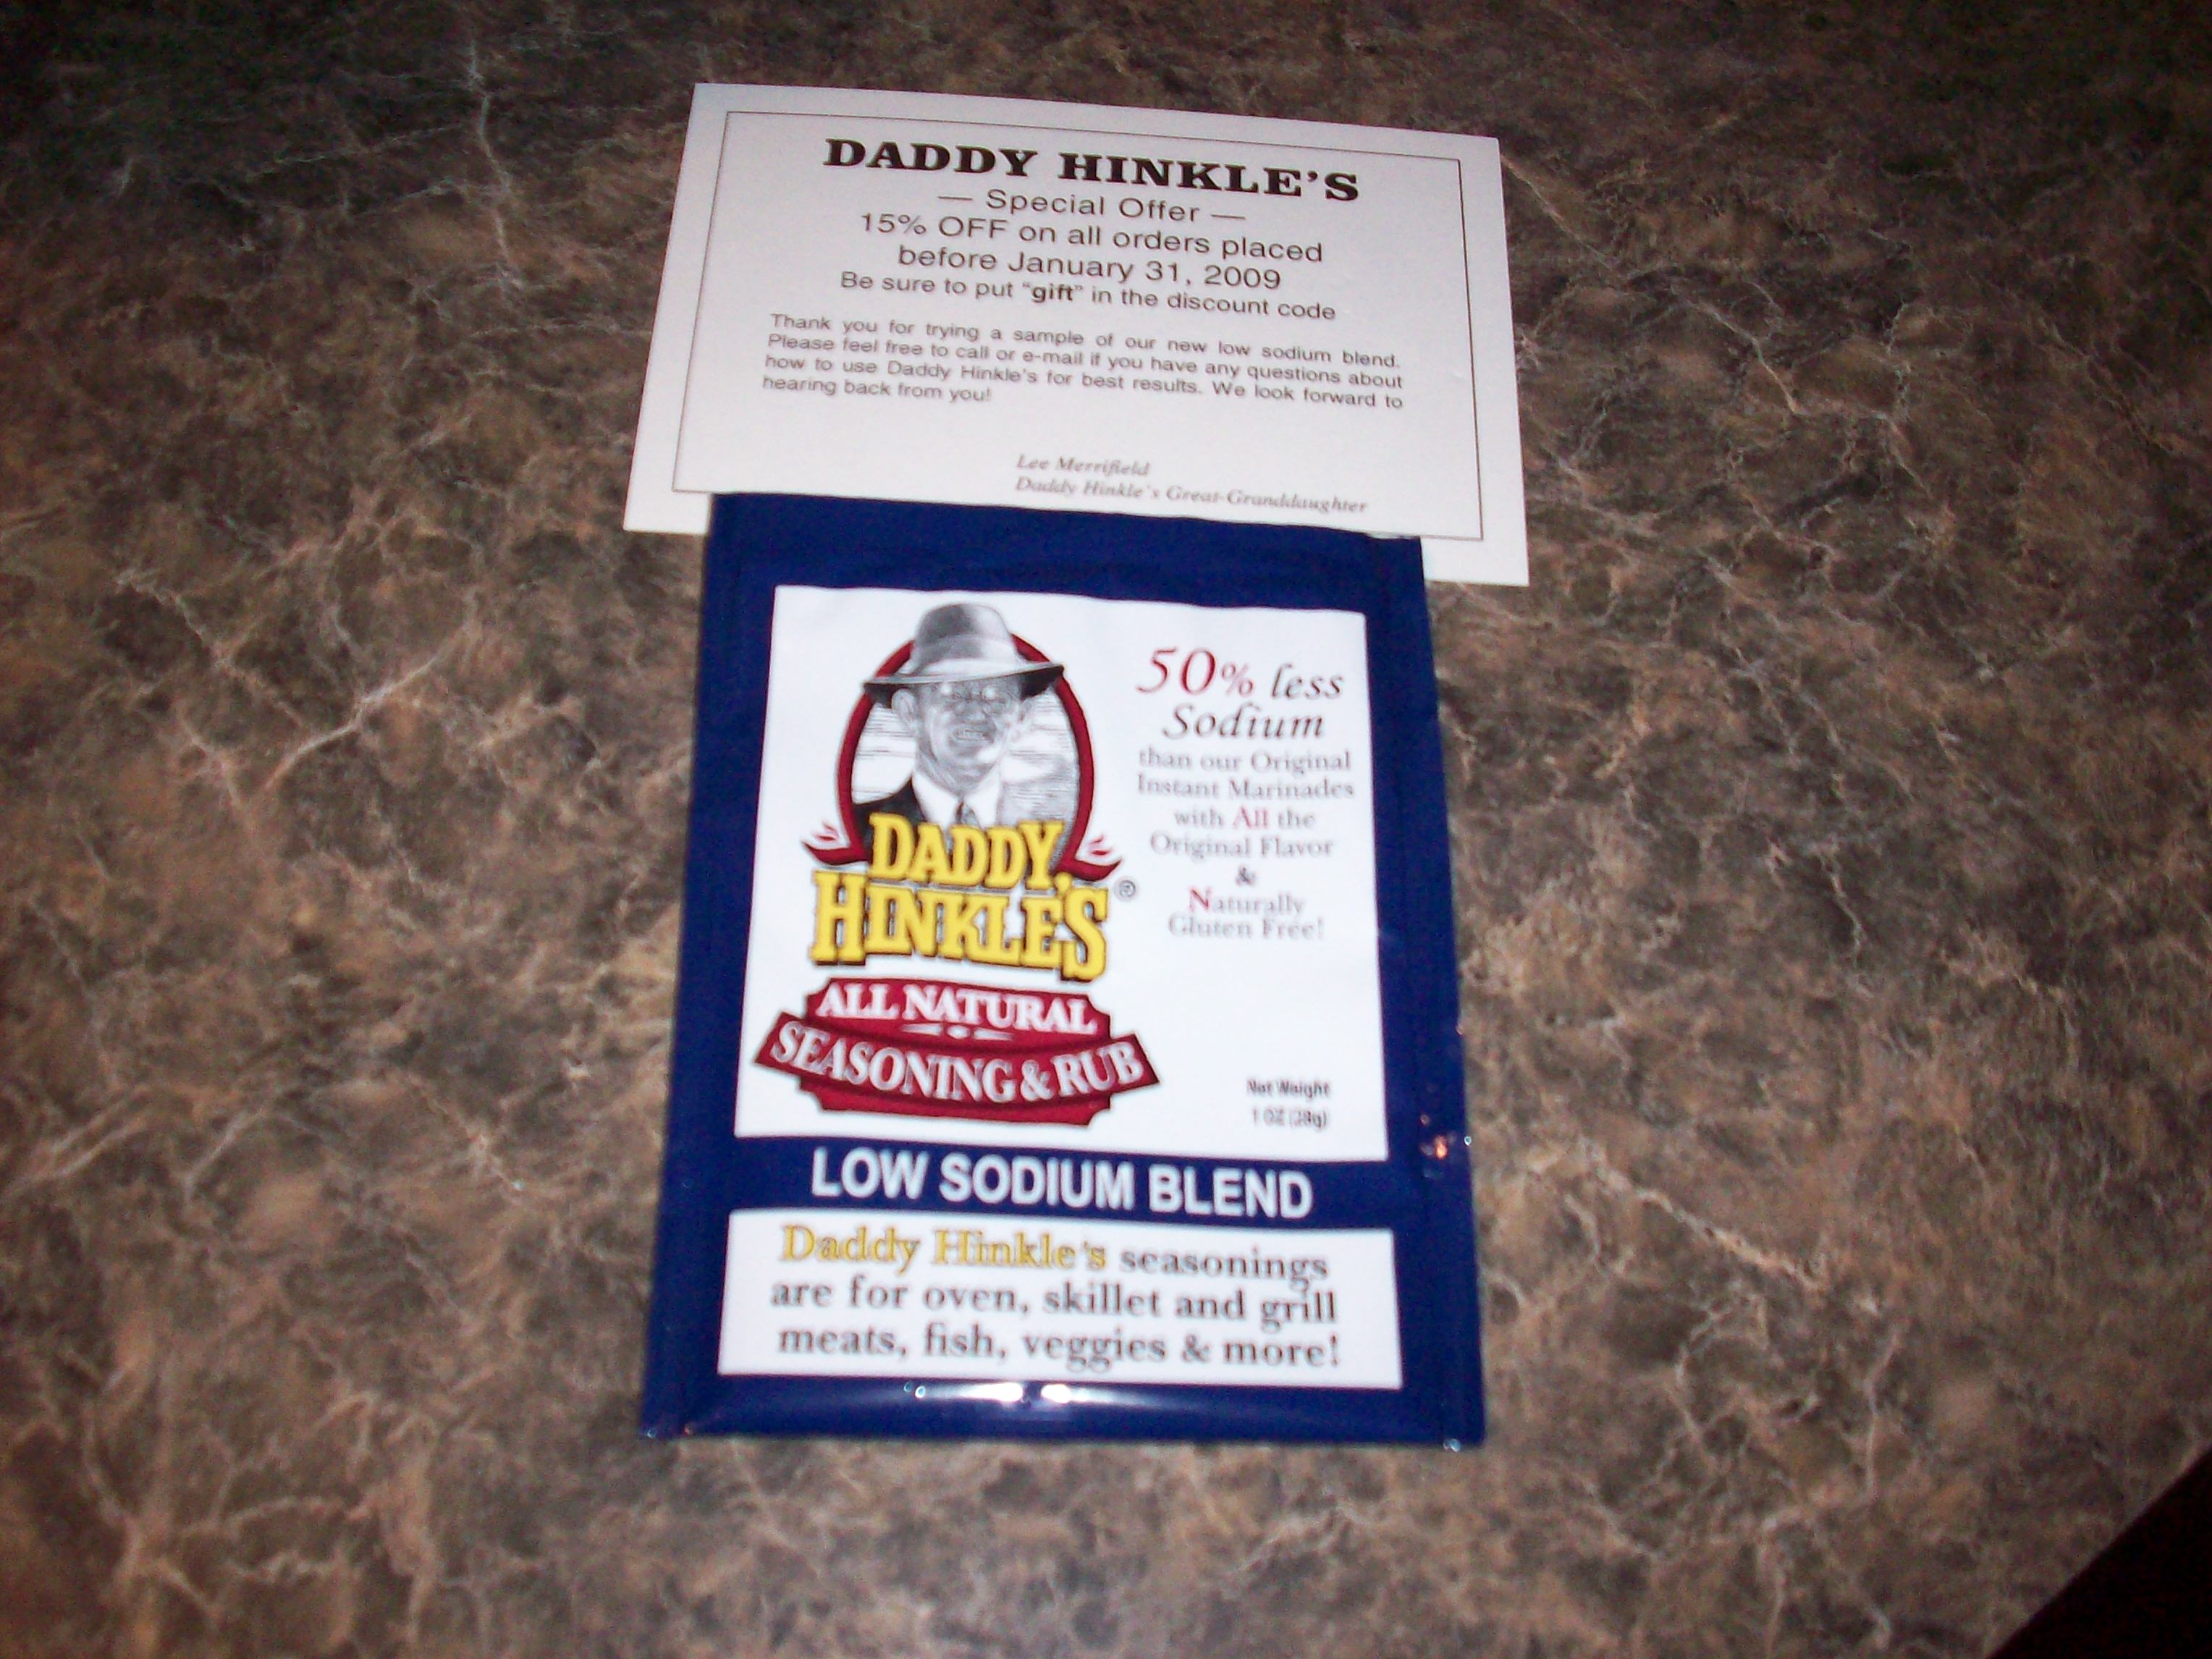 DADDY HINKLE'S
— Special Offer —
15% OFF on all orders placed
before January 31, 2009
Be sure to put "gift" in the discount code
Thank you for trying a sample of our new low sodium blend.
Please feel free to call or e-mail if you have any questions about
how to use Daddy Hinkle's for best results. We look forward to
hearing back from you!
Lee Merrifield
Daddy Hinkle's Great-Granddaughter
50% less
Sodium
than our Original
Instant Marinades
with All the
Original Flavor
&
Naturally
Gluten Free!
DADDY
HINKLE'S®
ALL NATURAL
SEASONING & RUB
Net Weight
1 OZ (28g)
LOW SODIUM BLEND
Daddy Hinkle's seasonings
are for oven, skillet and grill
meats, fish, veggies & more!